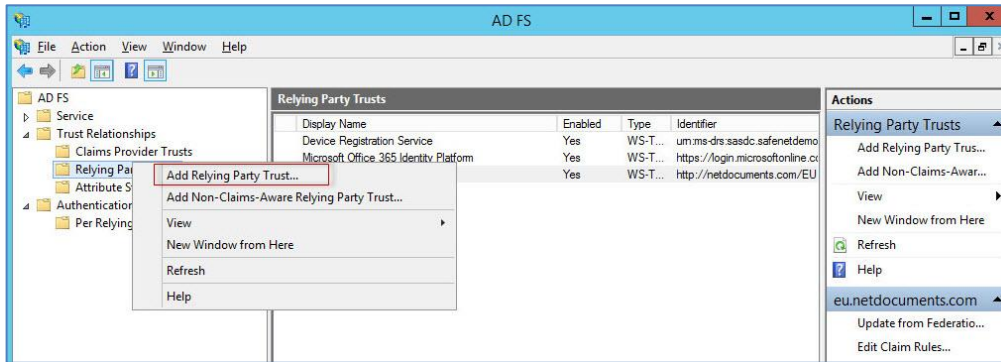 AD FS
File Action View Window Help
AD FS
Service
Trust Relationships
Claims Provider Trusts
Relying Pa
Attribute S
Authentication
Per Relying
Add Relying Party Trust...
Add Non-Claims-Aware Relying Party Trust...
View
New Window from Here
Refresh
Help
Relying Party Trusts
Display Name Enabled Type Identifier
Device Registration Service Yes WS-T... urn:ms-drs:sasdc.safenetdemo
Microsoft Office 365 Identity Platform Yes WS-T... https://login.microsoftonline.co
Yes WS-T... http://netdocuments.com/EU
Actions
Relying Party Trusts
Add Relying Party Trus...
Add Non-Claims-Awar...
View
New Window from Here
Refresh
Help
eu.netdocuments.com
Update from Federatio...
Edit Claim Rules...